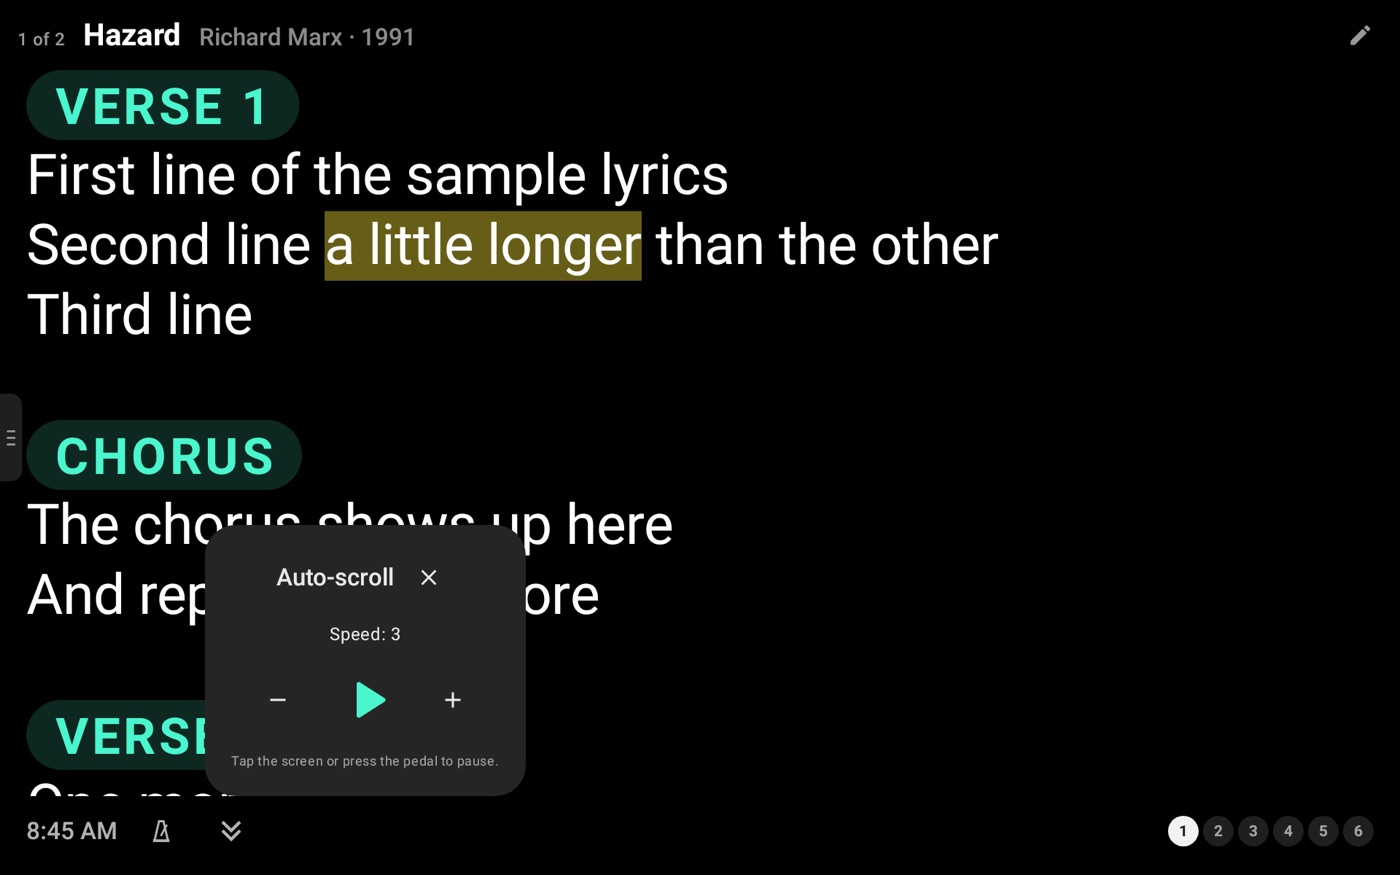 1 of 2 Hazard Richard Marx · 1991
VERSE 1
First line of the sample lyrics
Second line a little longer than the other
Third line
CHORUS
The chorus shows up here
And rep ore
Auto-scroll
Speed: 3
Tap the screen or press the pedal to pause.
VERSE
8:45 AM
1 2 3 4 5 6